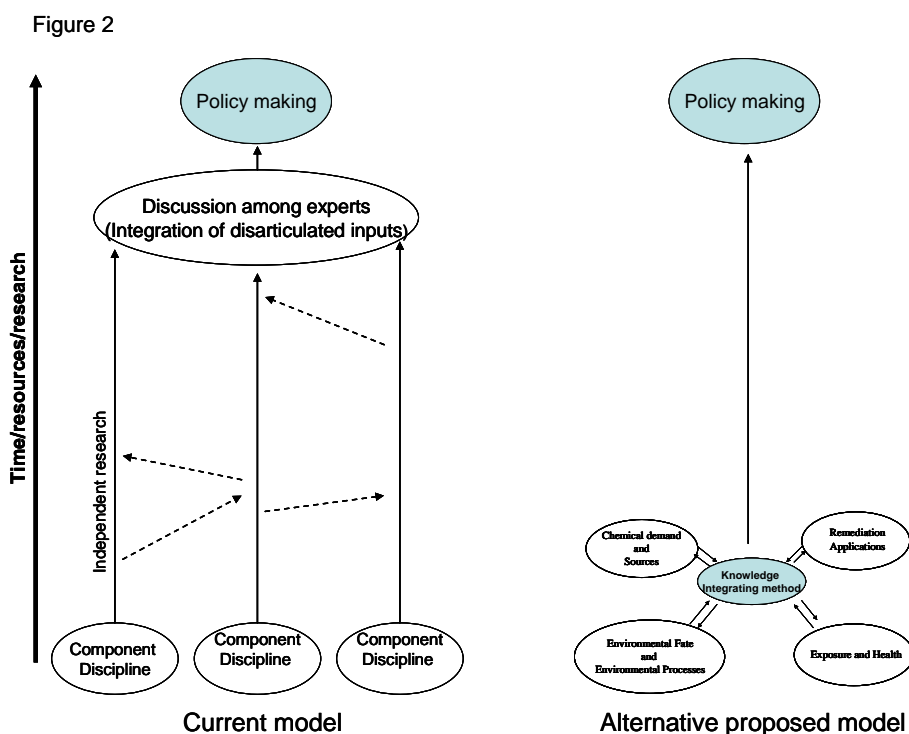 Figure 2
Time/resources/research
Policy making
Discussion among experts
(Integration of disarticulated inputs)
Independent research
Component
Discipline
Component
Discipline
Component
Discipline
Current model
Policy making
Chemical demand
and
Sources
Remediation
Applications
Knowledge
Integrating method
Environmental Fate
and
Environmental Processes
Exposure and Health
Alternative proposed model